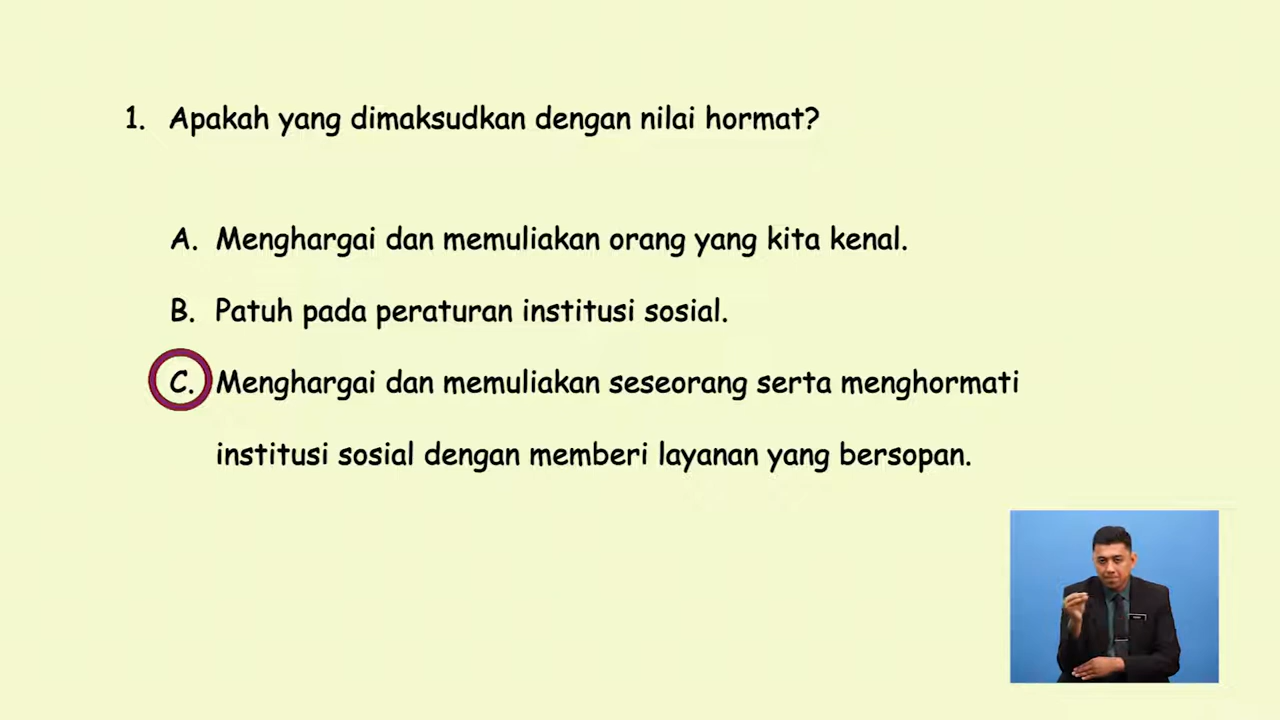 1. Apakah yang dimaksudkan dengan nilai hormat?
A. Menghargai dan memuliakan orang yang kita kenal.
B. Patuh pada peraturan institusi sosial.
C. Menghargai dan memuliakan seseorang serta menghormati
institusi sosial dengan memberi layanan yang bersopan.